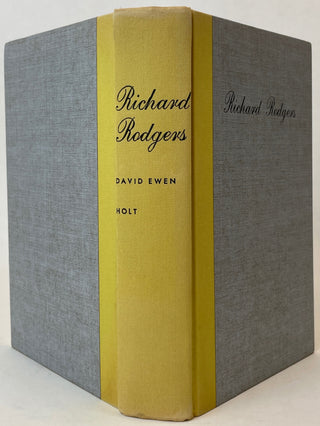 Richard
Rodgers
DAVID EWEN
HOLT
Richard Rodgers